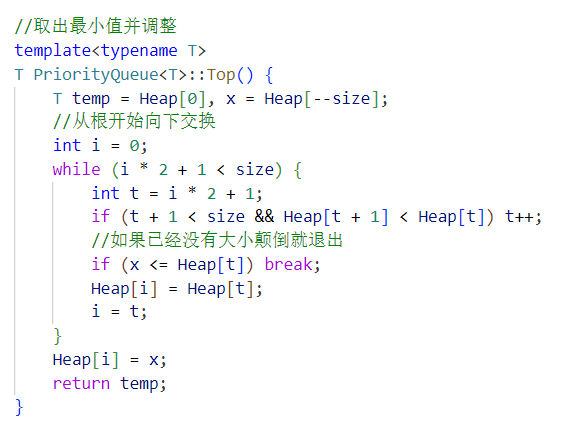 //取出最小值并调整
template<typename T>
T PriorityQueue<T>::Top() {
    T temp = Heap[0], x = Heap[--size];
    //从根开始向下交换
    int i = 0;
    while (i * 2 + 1 < size) {
        int t = i * 2 + 1;
        if (t + 1 < size && Heap[t + 1] < Heap[t]) t++;
        //如果已经没有大小颠倒就退出
        if (x <= Heap[t]) break;
        Heap[i] = Heap[t];
        i = t;
    }
    Heap[i] = x;
    return temp;
}